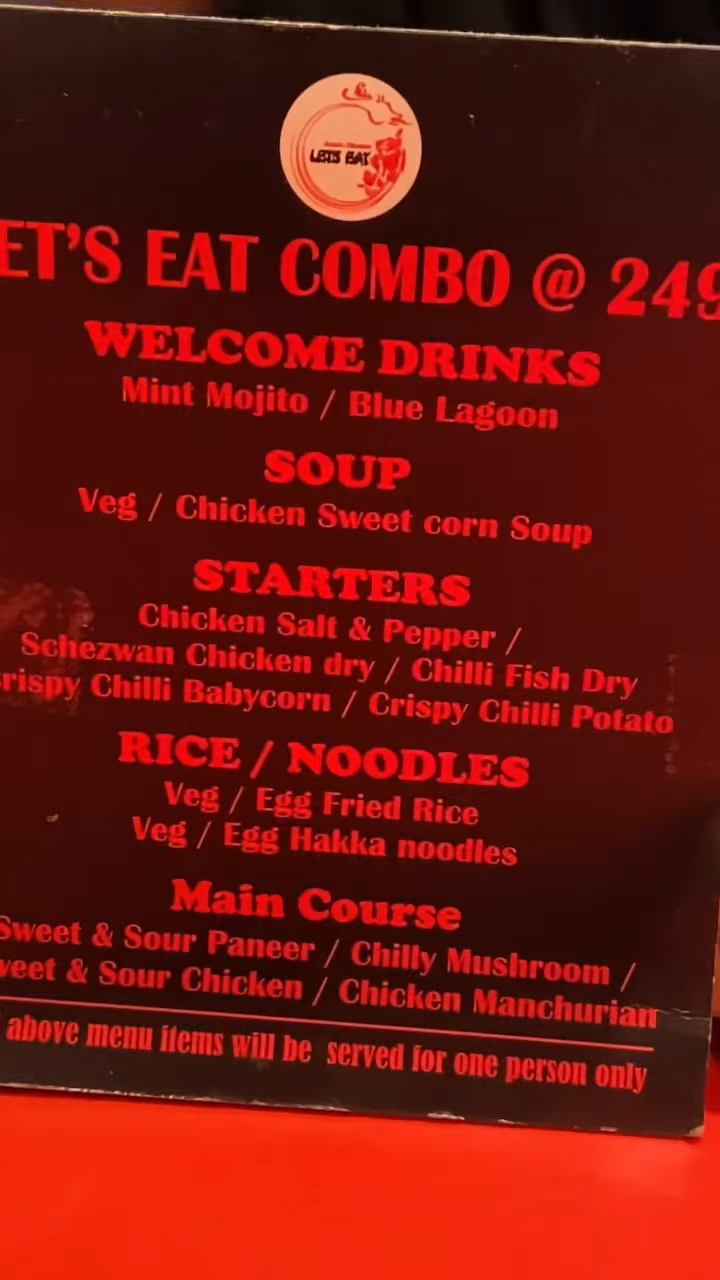 LETS EAT
ET'S EAT COMBO @ 249
WELCOME DRINKS
Mint Mojito / Blue Lagoon
SOUP
Veg / Chicken Sweet corn Soup
STARTERS
Chicken Salt & Pepper /
Schezwan Chicken dry / Chilli Fish Dry
rispy Chilli Babycorn / Crispy Chilli Potato
RICE / NOODLES
Veg / Egg Fried Rice
Veg / Egg Hakka noodles
Main Course
Sweet & Sour Paneer / Chilly Mushroom /
weet & Sour Chicken / Chicken Manchurian
above menu items will be served for one person only